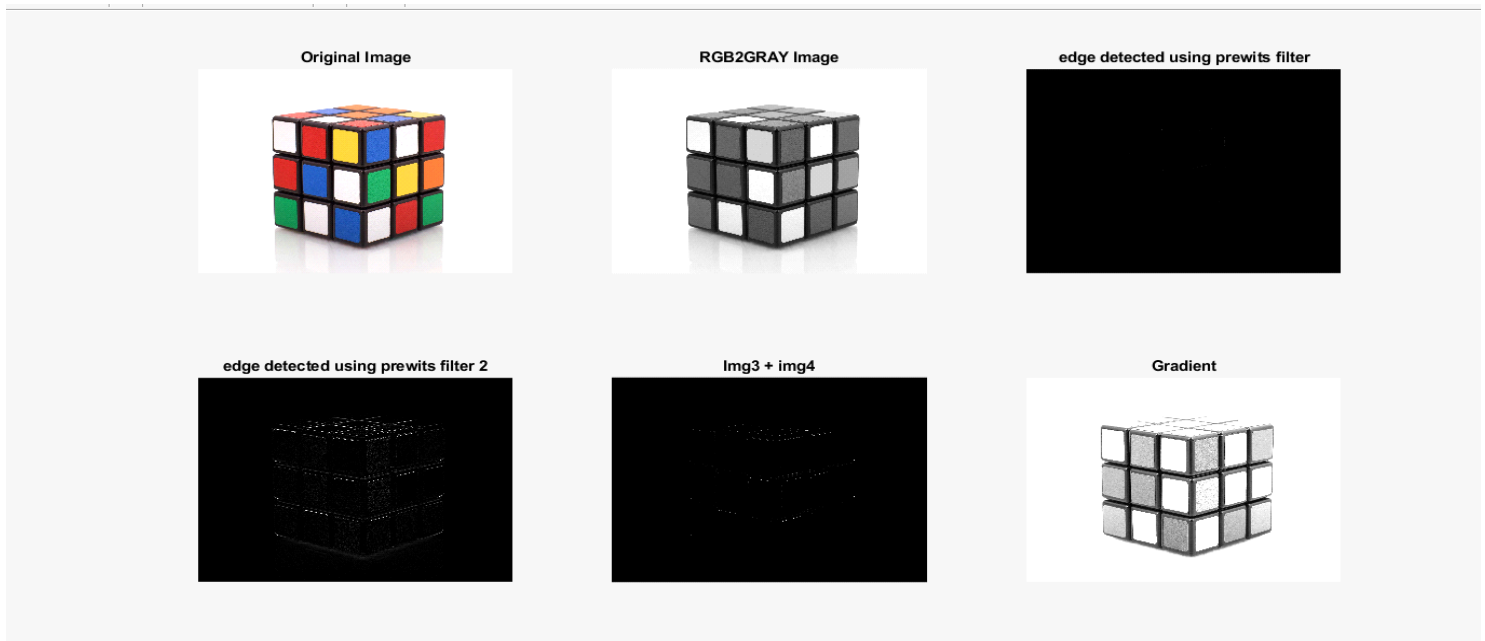 Original Image
RGB2GRAY Image
edge detected using prewits filter
edge detected using prewits filter 2
Img3 + img4
Gradient